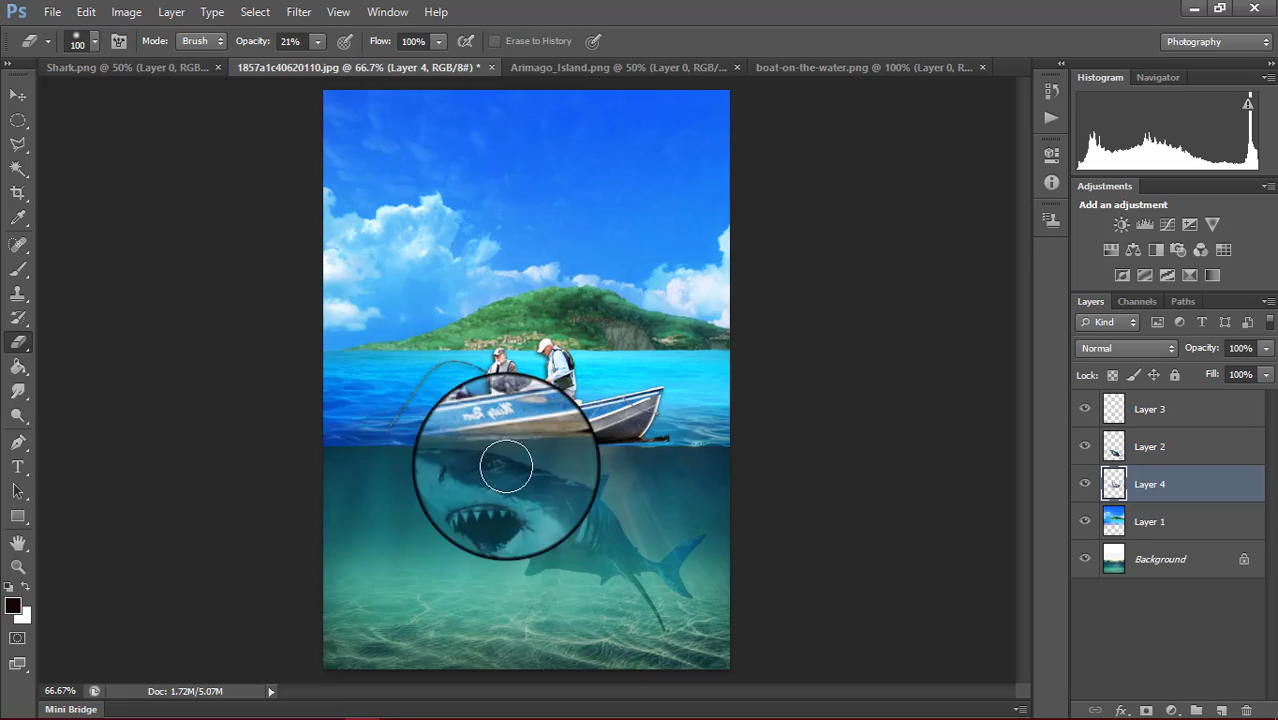 Ps File Edit Image Layer Type Select Filter View Window Help
100 Mode: Brush Opacity: 21% Flow: 100% Erase to History Photography
Shark.png @ 50% (Layer 0, RGB... × 1857a1c40620110.jpg @ 66.7% (Layer 4, RGB/8#) * × Arimago_Island.png @ 50% (Layer 0, RGB/... × boat-on-the-water.png @ 100% (Layer 0, R... ×
Histogram Navigator
Adjustments
Add an adjustment
Layers Channels Paths
Kind
Normal Opacity: 100%
Lock: Fill: 100%
Layer 3
Layer 2
Layer 4
Layer 1
Background
T
66.67% Doc: 1.72M/5.07M
Mini Bridge
fx